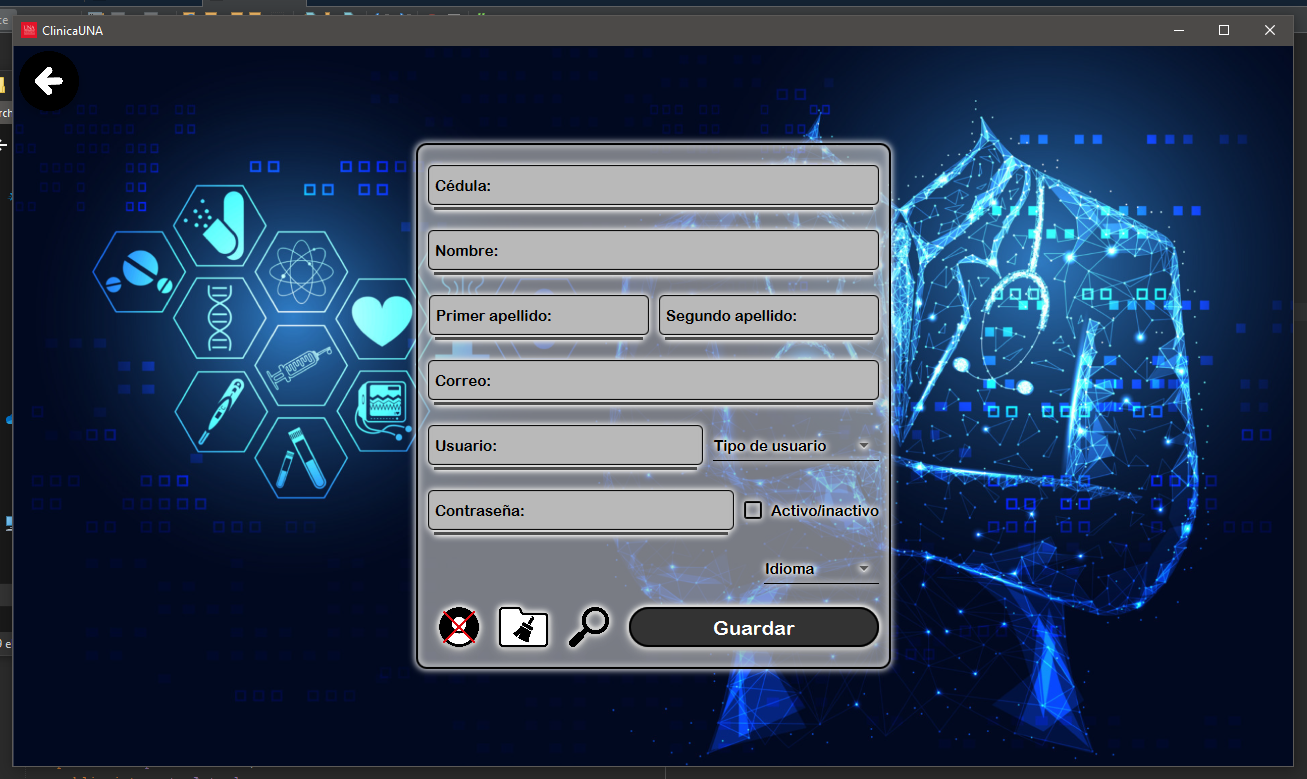 ClinicaUNA
Cédula:
Nombre:
Primer apellido: Segundo apellido:
Correo:
Usuario: Tipo de usuario
Contraseña: Activo/inactivo
Idioma
Guardar